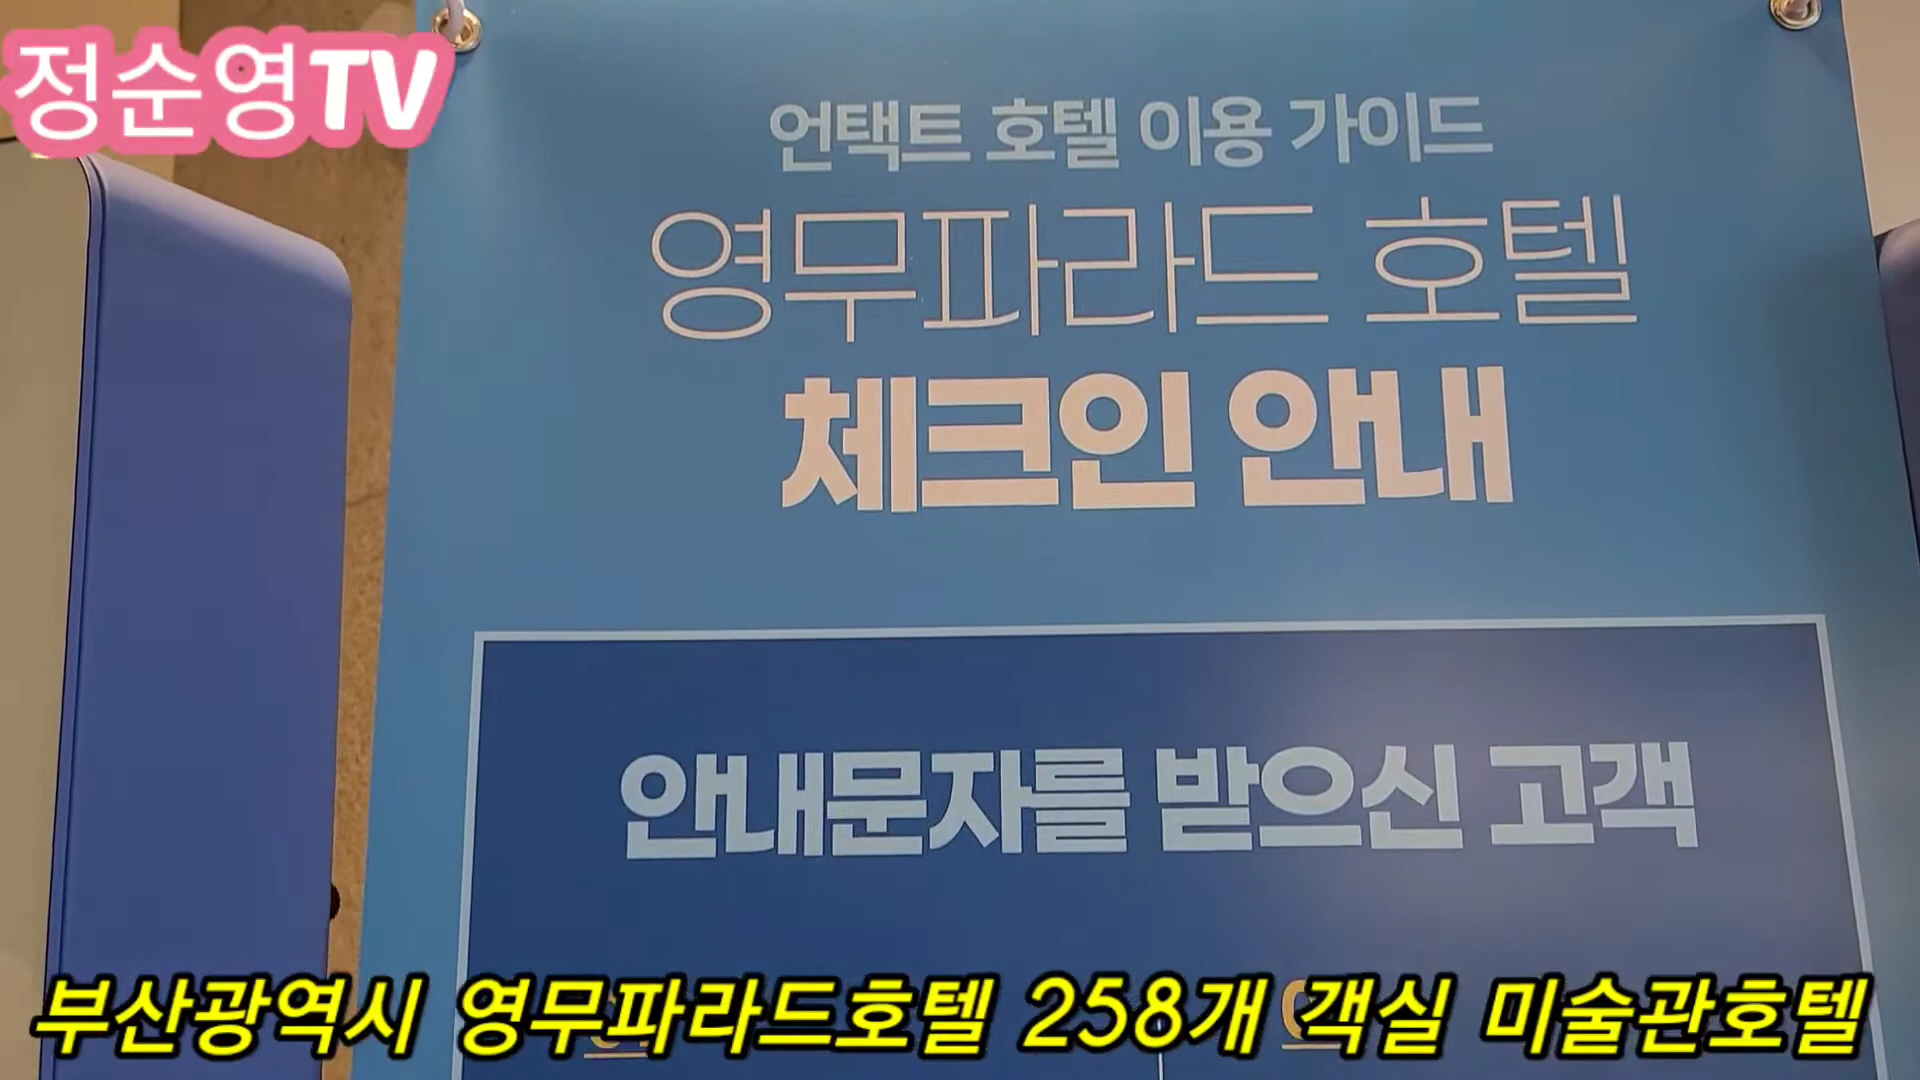 정순영TV
언택트 호텔 이용 가이드
영무파라드 호텔
체크인 안내
안내문자를 받으신 고객
부산광역시 영무파라드호텔 258개 객실 미술관호텔